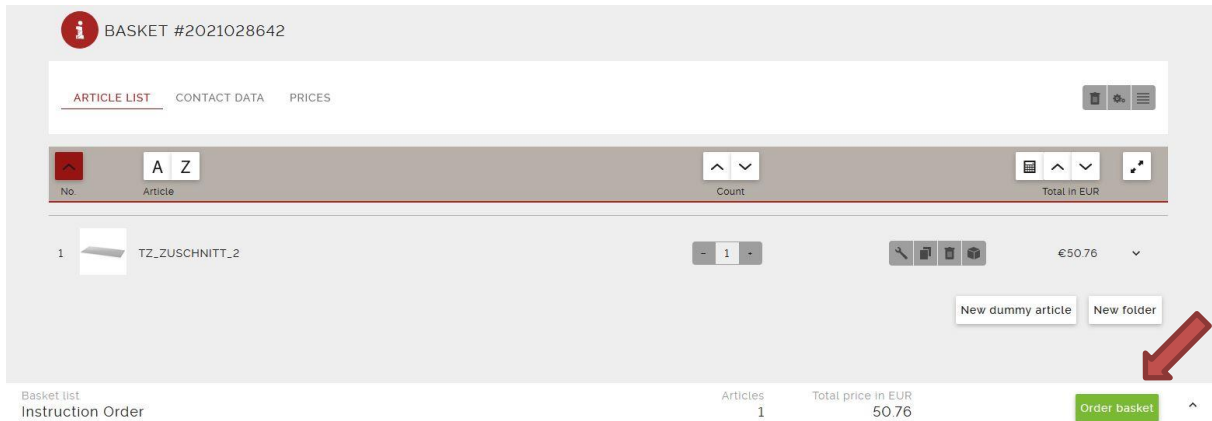 BASKET #2021028642
ARTICLE LIST CONTACT DATA PRICES
A Z
No. Article Count Total in EUR
1 TZ_ZUSCHNITT_2 - 1 + €50.76
New dummy article New folder
Basket list Articles Total price in EUR
Instruction Order 1 50.76 Order basket